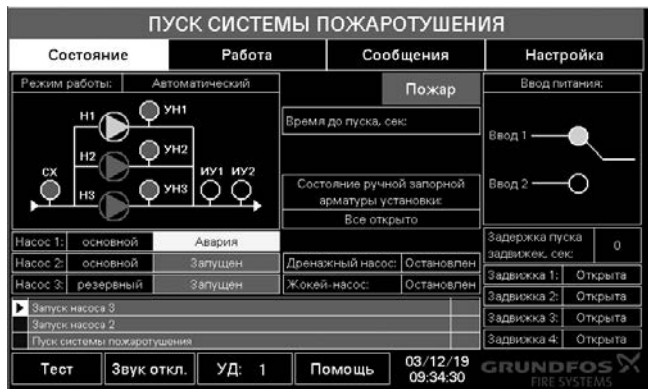 ПУСК СИСТЕМЫ ПОЖАРОТУШЕНИЯ
Состояние Работа Сообщения Настройка
Режим работы: Автоматический
Н1 УН1
Н2 УН2
СХ Н3 УН3 ИУ1 ИУ2
Пожар
Время до пуска, сек:
Состояние ручной запорной
арматуры установки:
Все открыто
Ввод питания:
Ввод 1
Ввод 2
Насос 1: основной Авария
Насос 2: основной Запущен
Насос 3: резервный Запущен
Дренажный насос: Остановлен
Жокей-насос: Остановлен
Задержка пуска
задвижек, сек: 0
Задвижка 1: Открыта
Задвижка 2: Открыта
Задвижка 3: Открыта
Задвижка 4: Открыта
Запуск насоса 3
Запуск насоса 2
Пуск системы пожаротушения
Тест Звук откл. УД: 1 Помощь 03/12/19
09:34:30
GRUNDFOS
FIRE SYSTEMS